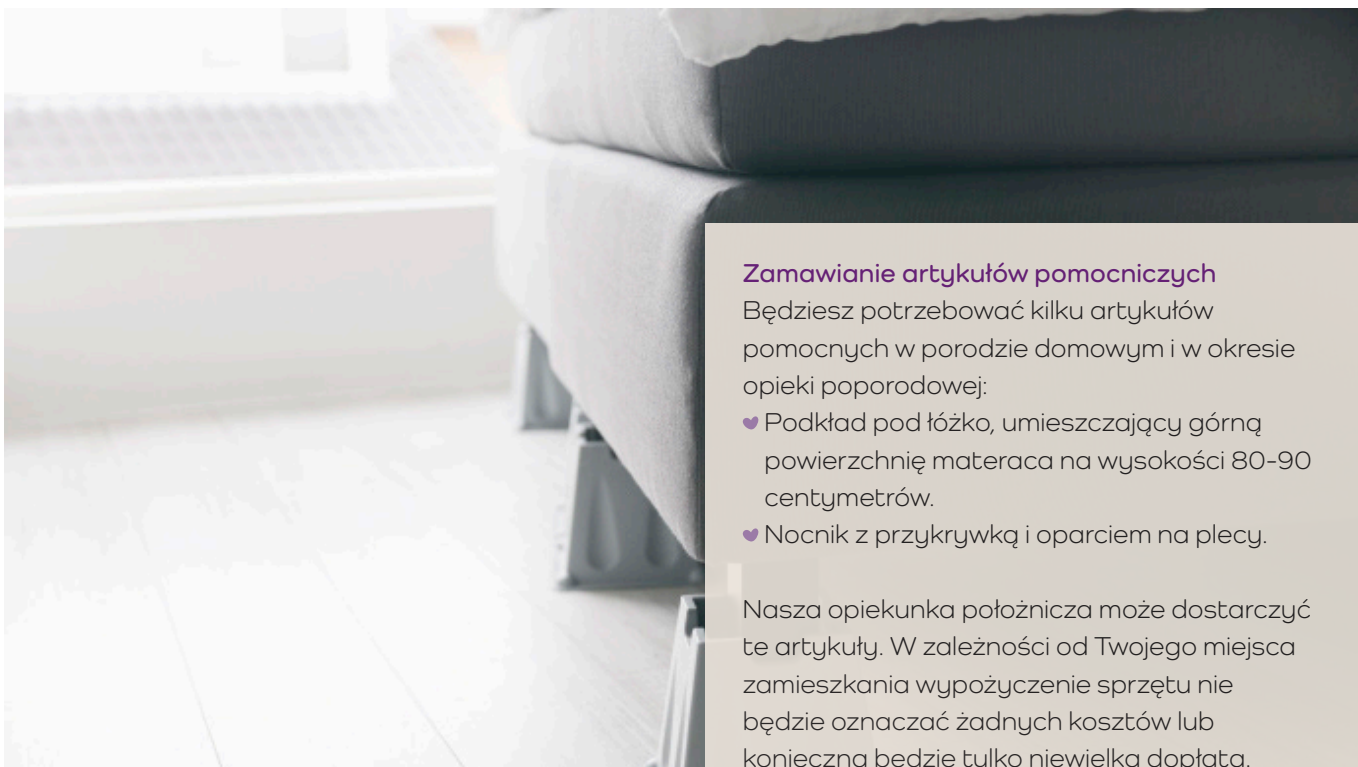 Zamawianie artykułów pomocniczych
Będziesz potrzebować kilku artykułów
pomocnych w porodzie domowym i w okresie
opieki poporodowej:
Podkład pod łóżko, umieszczający górną
powierzchnię materaca na wysokości 80-90
centymetrów.
Nocnik z przykrywką i oparciem na plecy.
Nasza opiekunka położnicza może dostarczyć
te artykuły. W zależności od Twojego miejsca
zamieszkania wypożyczenie sprzętu nie
będzie oznaczać żadnych kosztów lub
konieczna będzie tylko niewielka dopłata.